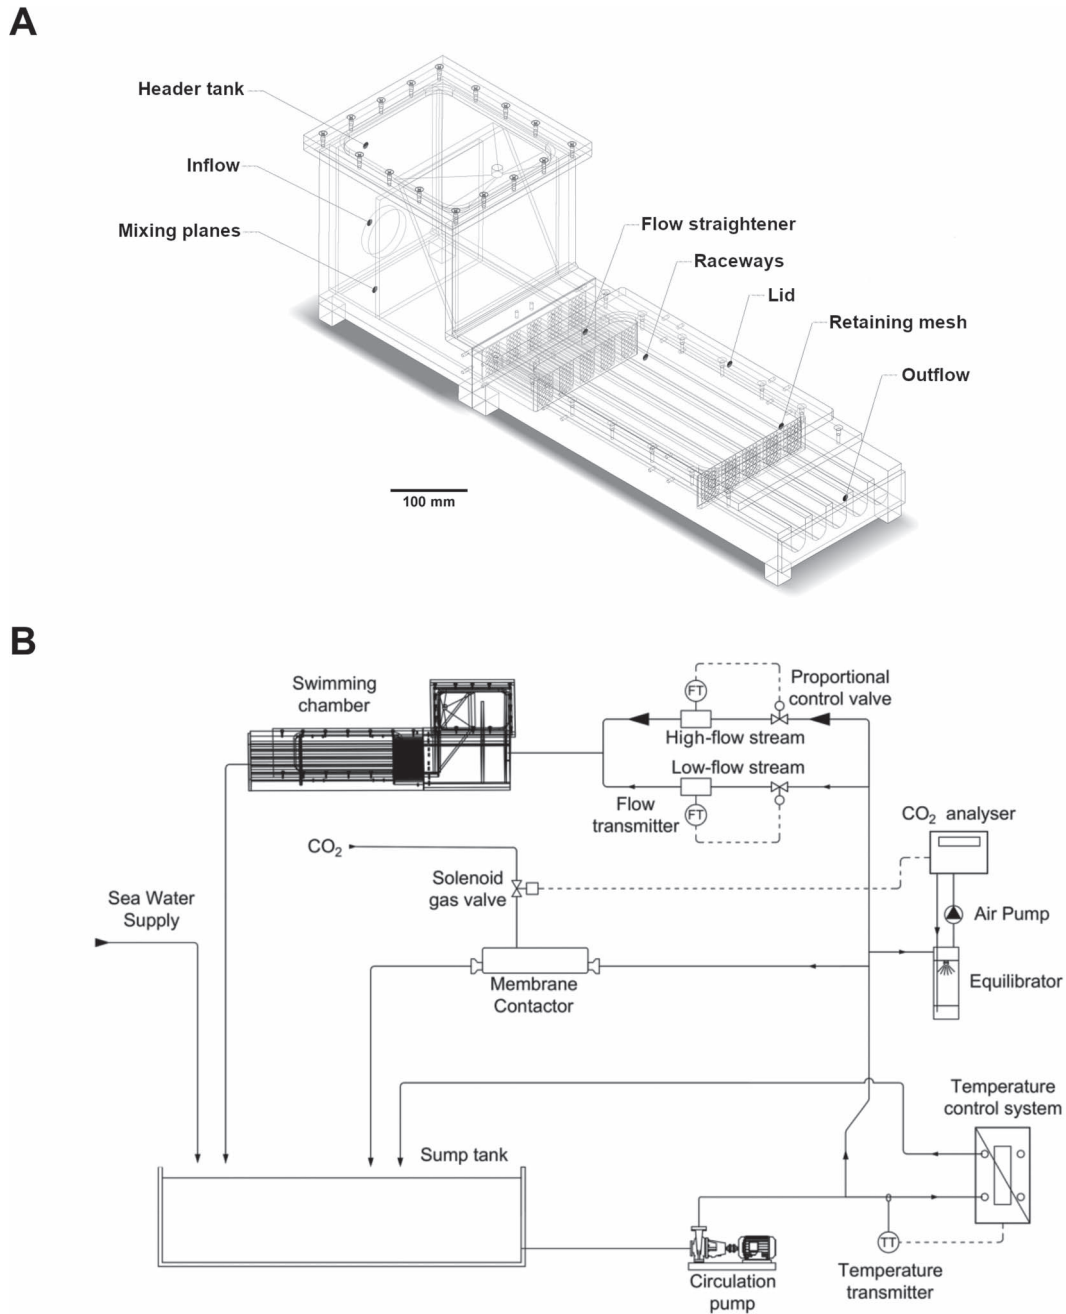 A
Header tank
Inflow
Mixing planes
Flow straightener
Raceways
Lid
Retaining mesh
Outflow
100 mm
B
Swimming
chamber
FT
Proportional
control valve
High-flow stream
Low-flow stream
Flow
transmitter
FT
CO₂ analyser
CO₂
Solenoid
gas valve
Sea Water
Supply
Air Pump
Membrane
Contactor
Equilibrator
Temperature
control system
Sump tank
TT
Circulation
pump
Temperature
transmitter